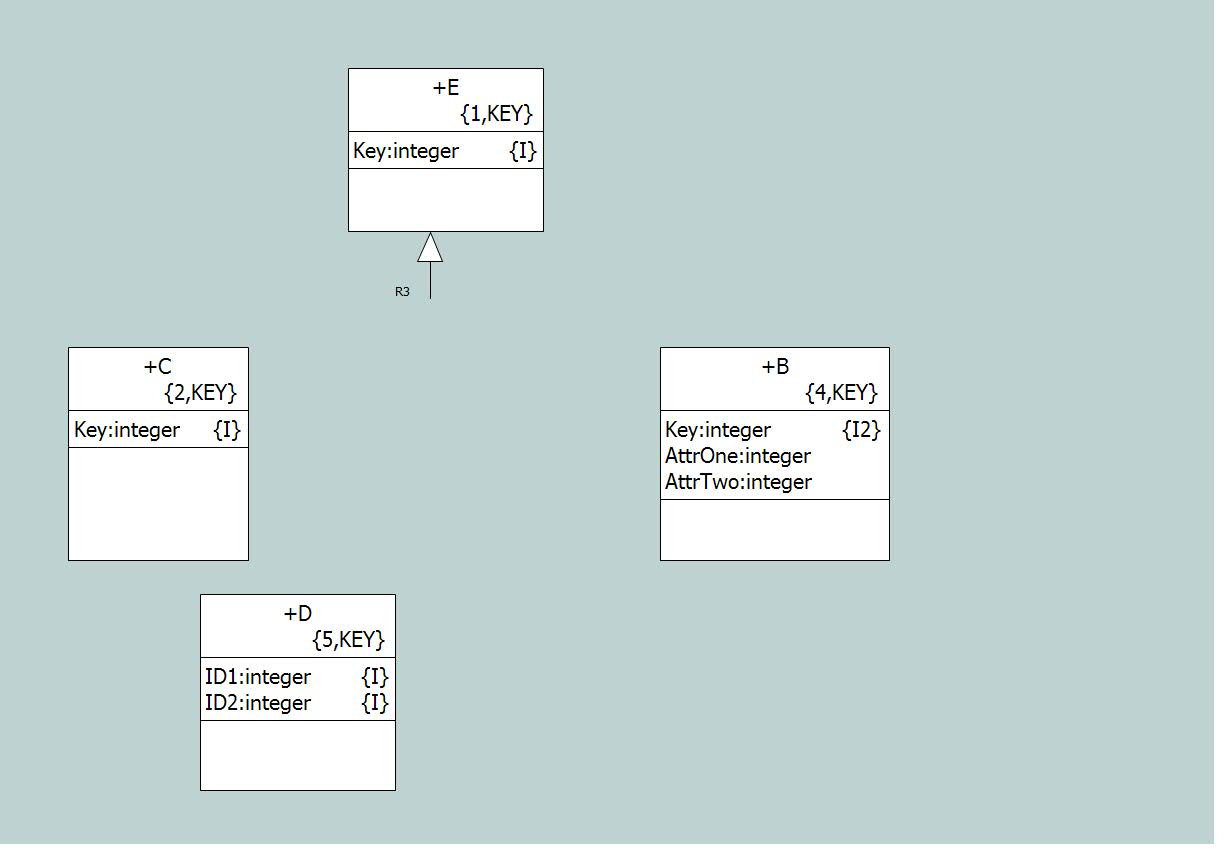 +E
{1,KEY}
Key:integer {I}
R3
+C
{2,KEY}
Key:integer {I}
+B
{4,KEY}
Key:integer {I2}
AttrOne:integer
AttrTwo:integer
+D
{5,KEY}
ID1:integer {I}
ID2:integer {I}